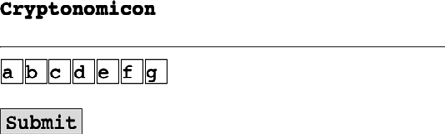 Cryptonomicon
a b c d e f g
Submit